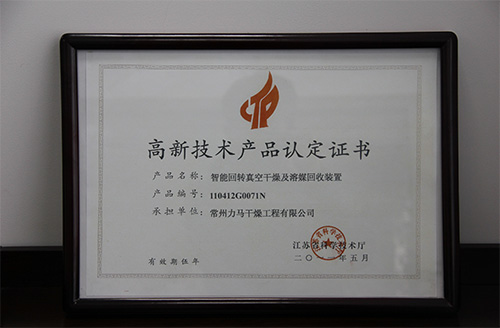 高新技术产品认定证书
产品名称: 智能回转真空干燥及溶媒回收装置
产品编号: 110412G0071N
承担单位: 常州力马干燥工程有限公司
江苏省科学技术厅
二〇一一年五月
有效期伍年